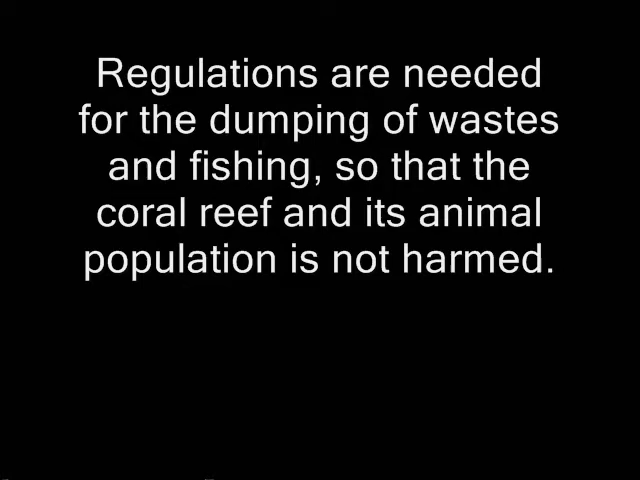 Regulations are needed
for the dumping of wastes
and fishing, so that the
coral reef and its animal
population is not harmed.